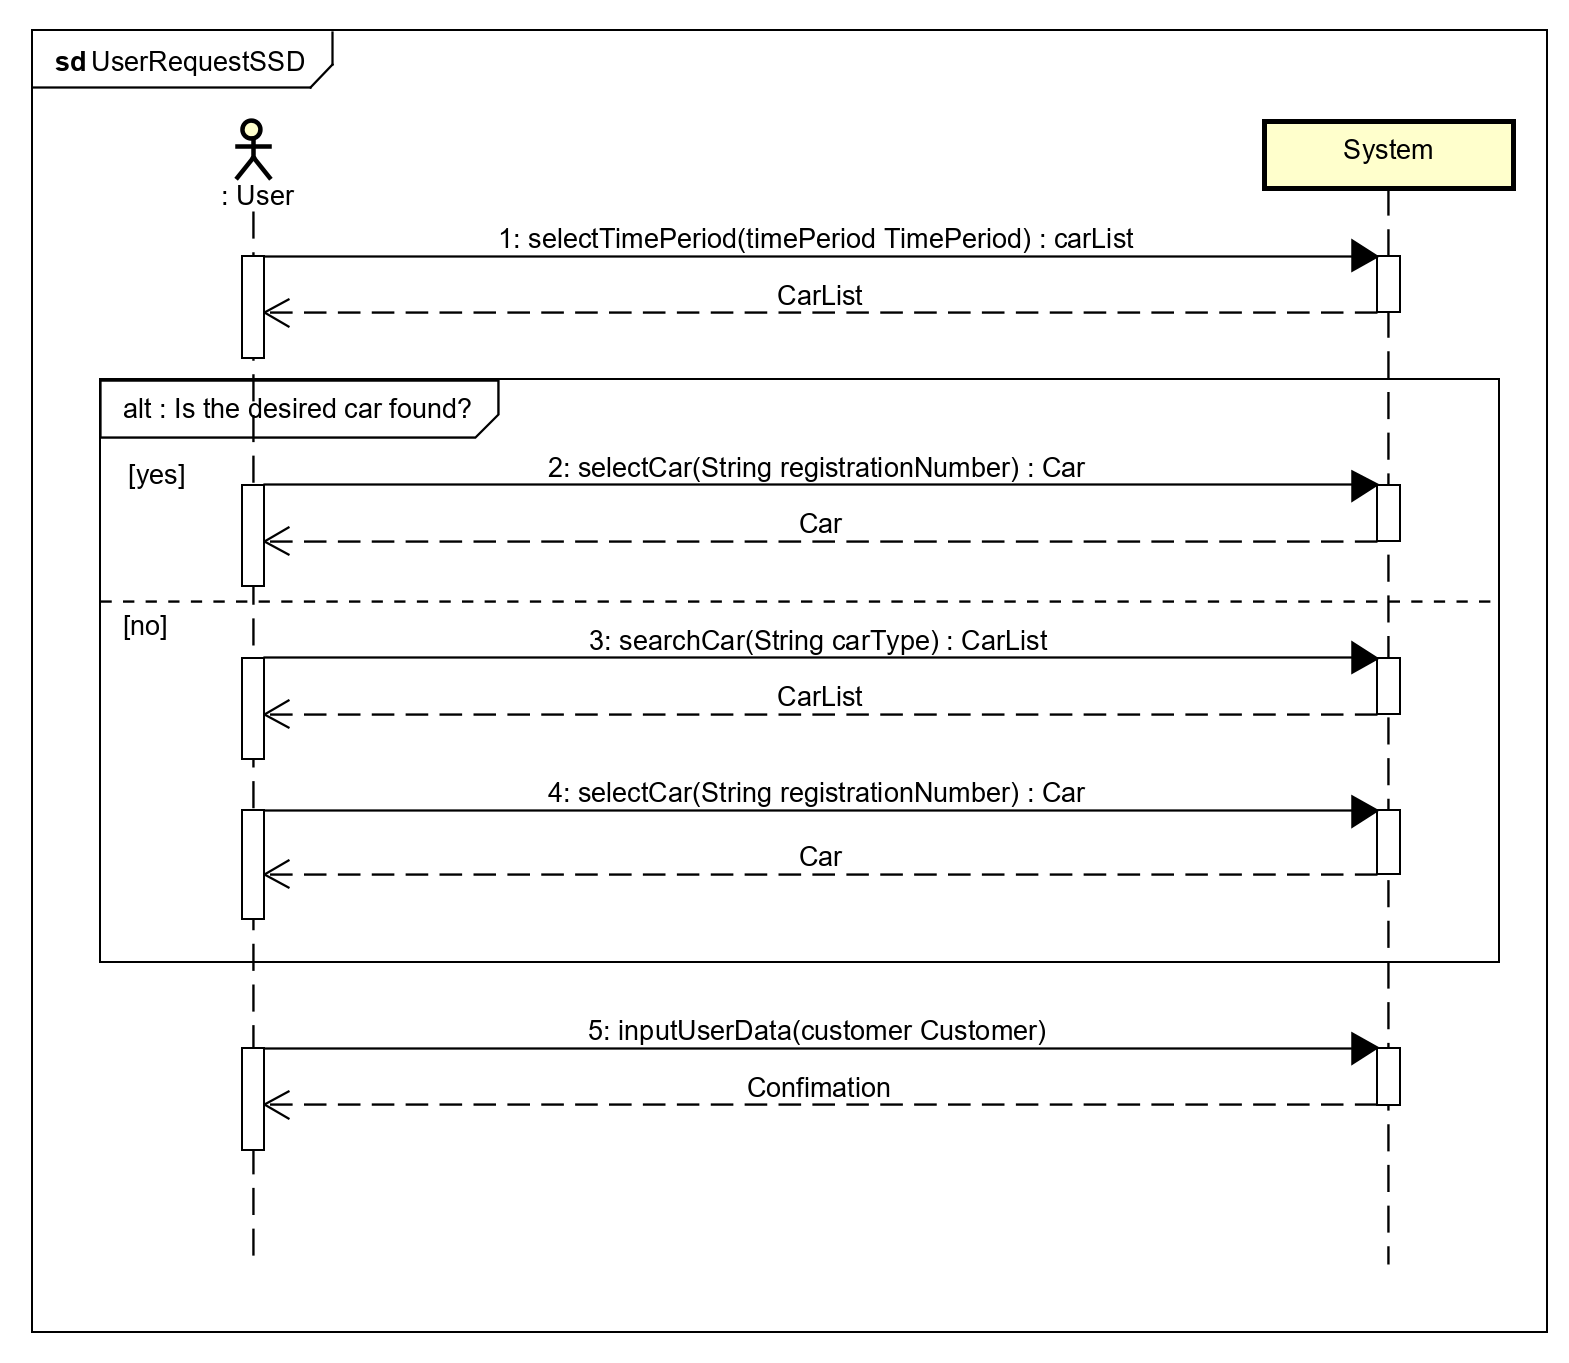 sd UserRequestSSD
System
: User
1: selectTimePeriod(timePeriod TimePeriod) : carList
CarList
alt : Is the desired car found?
[yes]
2: selectCar(String registrationNumber) : Car
Car
[no]
3: searchCar(String carType) : CarList
CarList
4: selectCar(String registrationNumber) : Car
Car
5: inputUserData(customer Customer)
Confimation